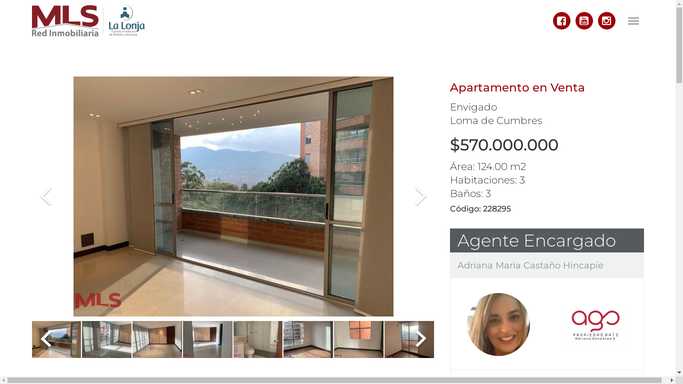 MLS
Red Inmobiliaria
La Lonja
Apartamento en Venta
Envigado
Loma de Cumbres
$570.000.000
Área: 124.00 m2
Habitaciones: 3
Baños: 3
Código: 228295
MLS
Agente Encargado
Adriana Maria Castaño Hincapie
ago